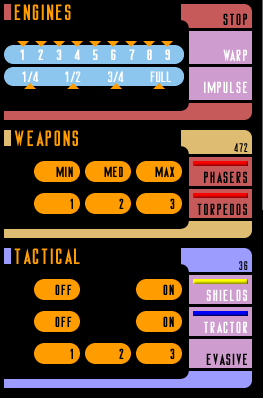 ENGINES
STOP
1 2 3 4 5 6 7 8 9
WARP
1/4 1/2 3/4 FULL
IMPULSE
WEAPONS
472
MIN MED MAX
PHASERS
1 2 3
TORPEDOS
TACTICAL
36
OFF ON
SHIELDS
OFF ON
TRACTOR
1 2 3
EVASIVE